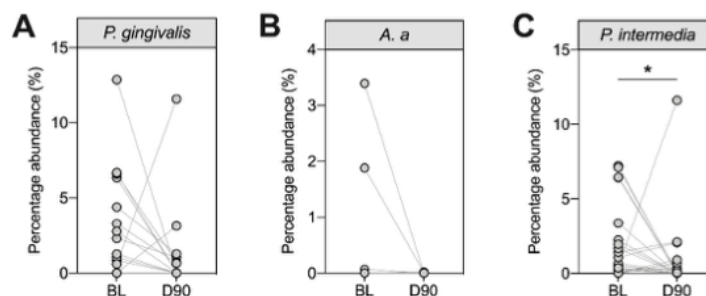 A
P. gingivalis
Percentage abundance (%)
15
10
5
0
BL D90
B
A. a
Percentage abundance (%)
4
3
2
1
0
BL D90
C
P. intermedia
Percentage abundance (%)
15
10
5
0
*
BL D90